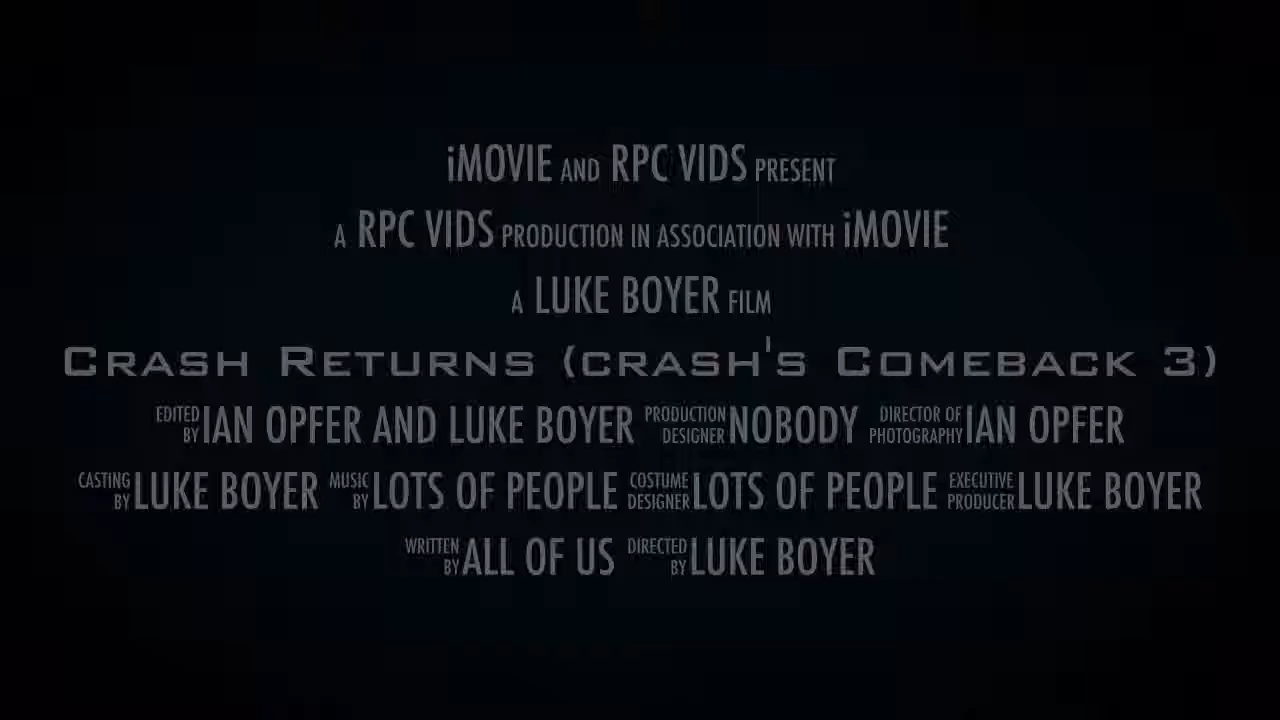 iMOVIE AND RPC VIDS PRESENT
A RPC VIDS PRODUCTION IN ASSOCIATION WITH iMOVIE
A LUKE BOYER FILM
CRASH RETURNS (CRASH'S COMEBACK 3)
EDITED BY IAN OPFER AND LUKE BOYER PRODUCTION DESIGNER NOBODY DIRECTOR OF PHOTOGRAPHY IAN OPFER
CASTING BY LUKE BOYER MUSIC BY LOTS OF PEOPLE COSTUME DESIGNER LOTS OF PEOPLE EXECUTIVE PRODUCER LUKE BOYER
WRITTEN BY ALL OF US DIRECTED BY LUKE BOYER